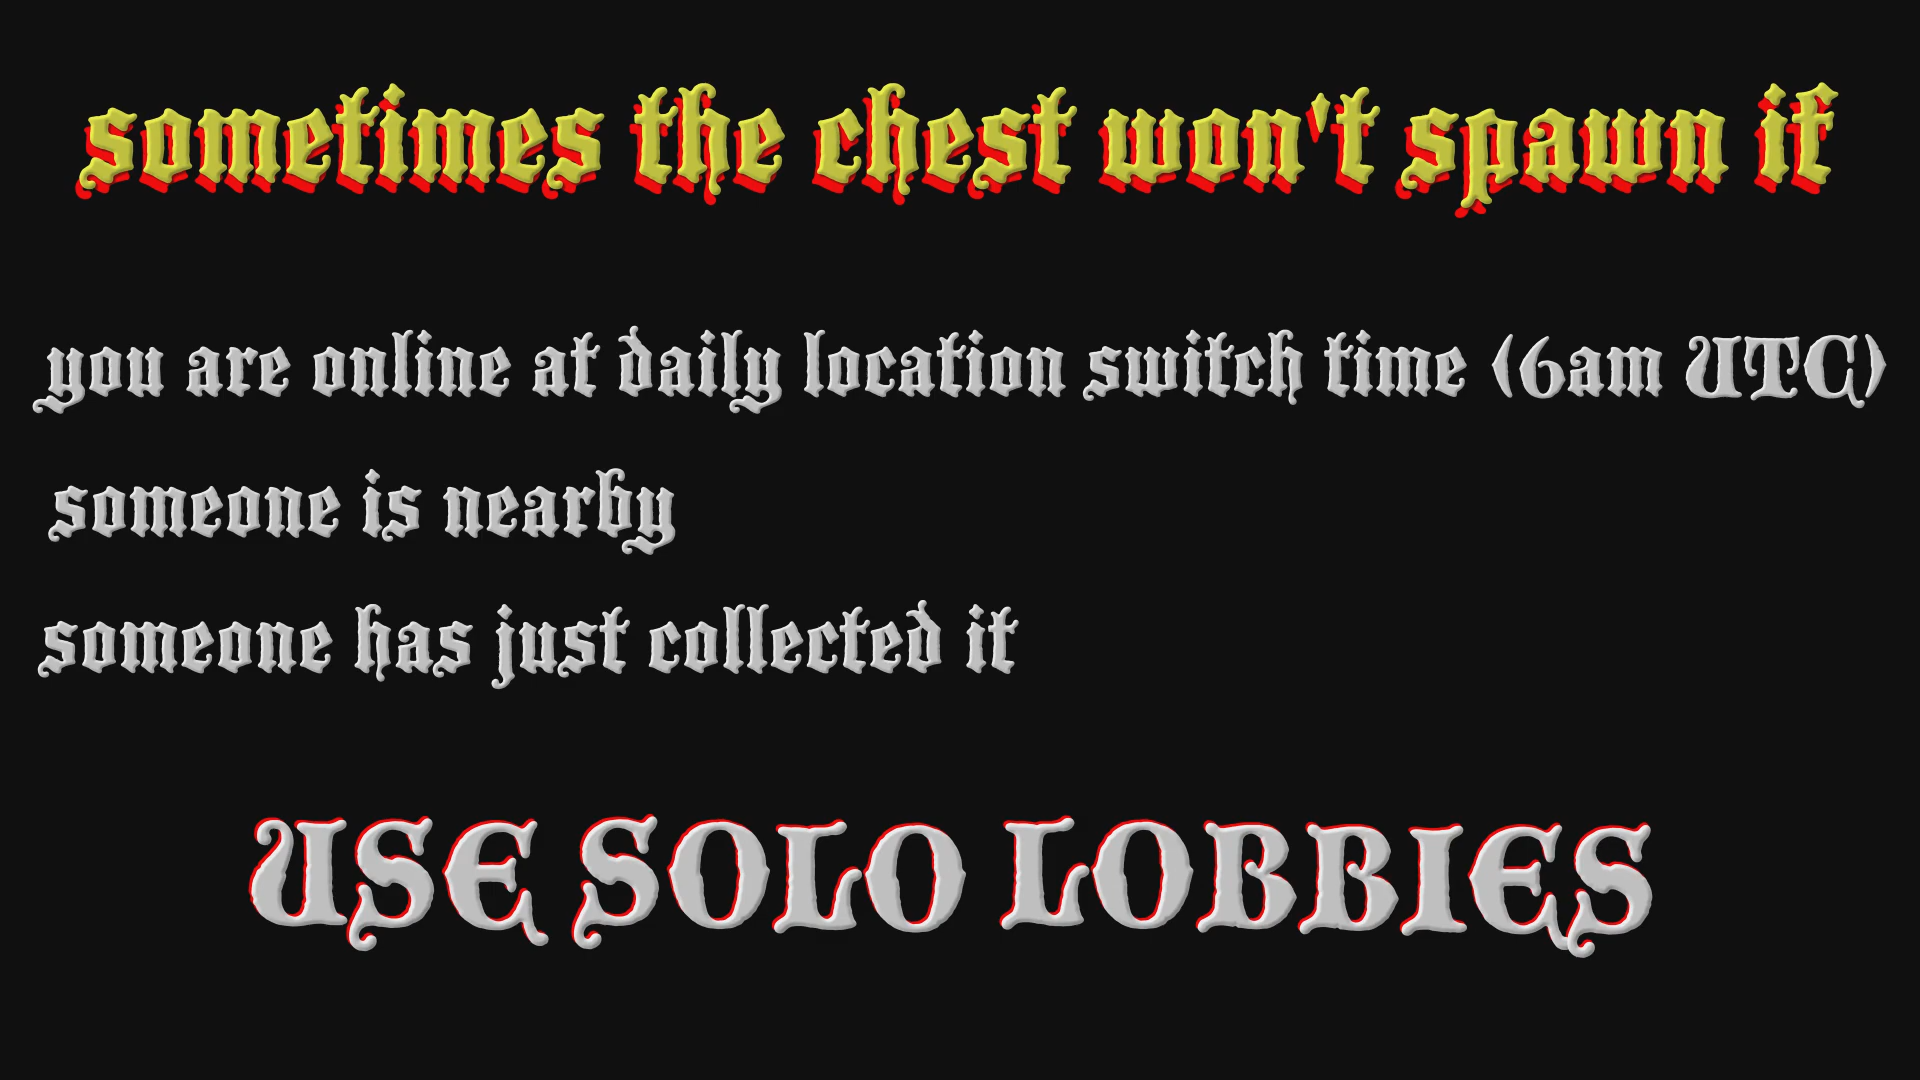 sometimes the chest won't spawn if
you are online at daily location switch time (6am UTC)
someone is nearby
someone has just collected it
USE SOLO LOBBIES